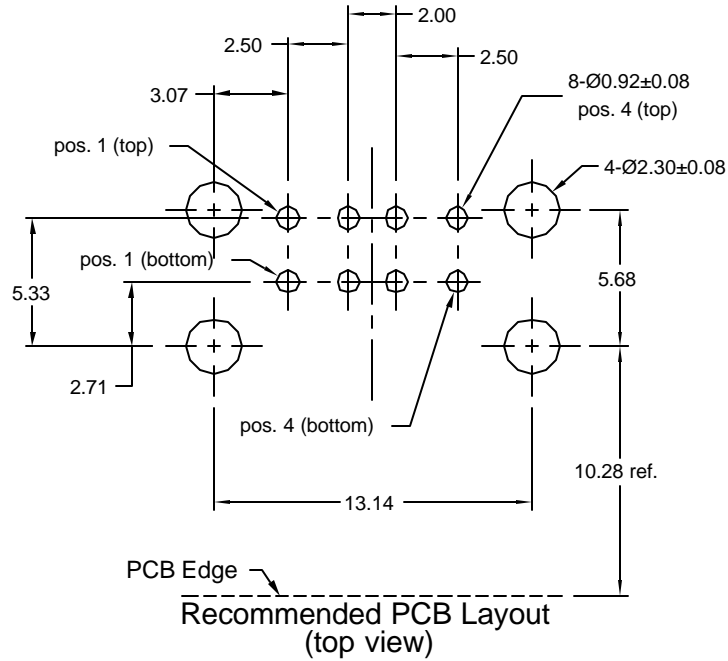 2.00
2.50
2.50
3.07
8-Ø0.92±0.08
pos. 4 (top)
pos. 1 (top)
4-Ø2.30±0.08
pos. 1 (bottom)
5.33
5.68
2.71
pos. 4 (bottom)
10.28 ref.
13.14
PCB Edge
Recommended PCB Layout
(top view)